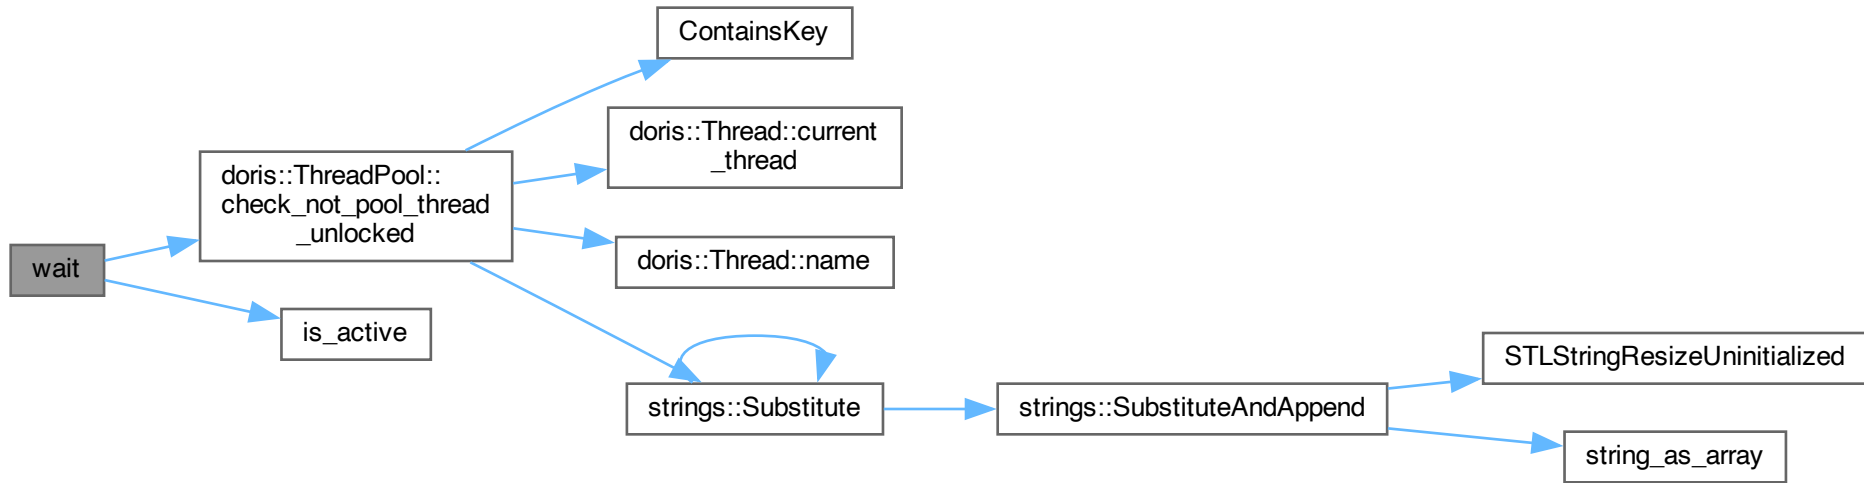 wait
doris::ThreadPool::
check_not_pool_thread
_unlocked
is_active
ContainsKey
doris::Thread::current
_thread
doris::Thread::name
strings::Substitute
strings::SubstituteAndAppend
STLStringResizeUninitialized
string_as_array